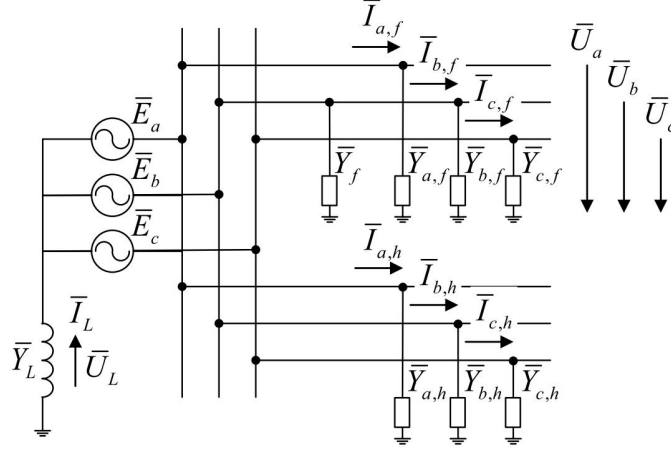 I̅a,f
I̅b,f
I̅c,f
U̅a
U̅b
U̅c
E̅a
E̅b
E̅c
Y̅f
Y̅a,f
Y̅b,f
Y̅c,f
I̅a,h
I̅b,h
I̅c,h
I̅L
Y̅L
U̅L
Y̅a,h
Y̅b,h
Y̅c,h